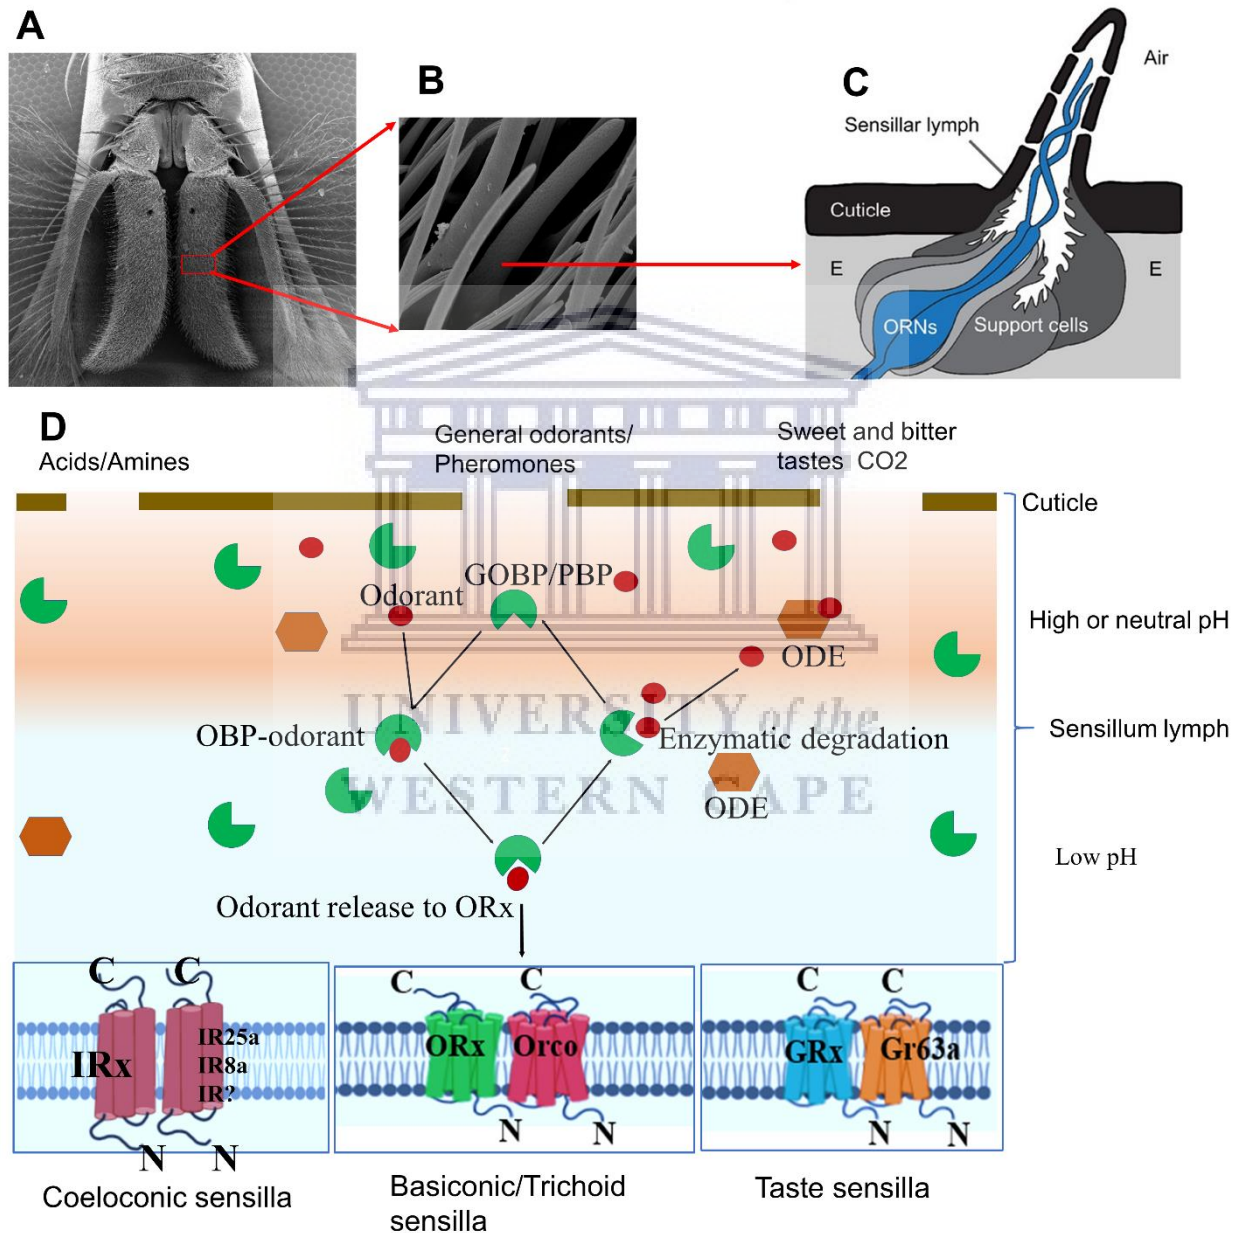 A
B
C
Air
Sensillar lymph
Cuticle
E
E
ORNs
Support cells
D
Acids/Amines
General odorants/
Pheromones
Sweet and bitter
tastes CO2
Cuticle
GOBP/PBP
Odorant
High or neutral pH
ODE
UNIVERSITY of the
OBP-odorant
Enzymatic degradation
Sensillum lymph
WESTERN CAPE
ODE
Low pH
Odorant release to ORx
C
C
IRx
IR25a
IR8a
IR?
N
N
C
C
ORx
Orco
N
N
C
C
GRx
Gr63a
N
N
Coeloconic sensilla
Basiconic/Trichoid
sensilla
Taste sensilla